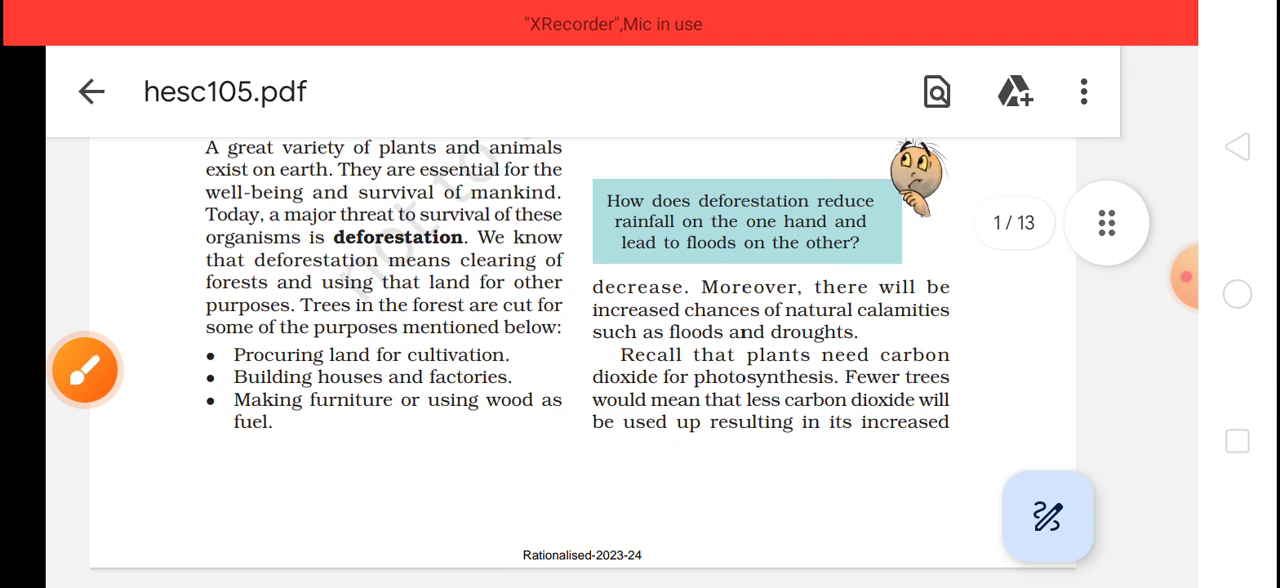 "XRecorder",Mic in use
hesc105.pdf
A great variety of plants and animals
exist on earth. They are essential for the
well-being and survival of mankind.
Today, a major threat to survival of these
organisms is deforestation. We know
that deforestation means clearing of
forests and using that land for other
purposes. Trees in the forest are cut for
some of the purposes mentioned below:
• Procuring land for cultivation.
• Building houses and factories.
• Making furniture or using wood as
fuel.
not to
How does deforestation reduce
rainfall on the one hand and
lead to floods on the other?
1 / 13
decrease. Moreover, there will be
increased chances of natural calamities
such as floods and droughts.
Recall that plants need carbon
dioxide for photosynthesis. Fewer trees
would mean that less carbon dioxide will
be used up resulting in its increased
Rationalised-2023-24